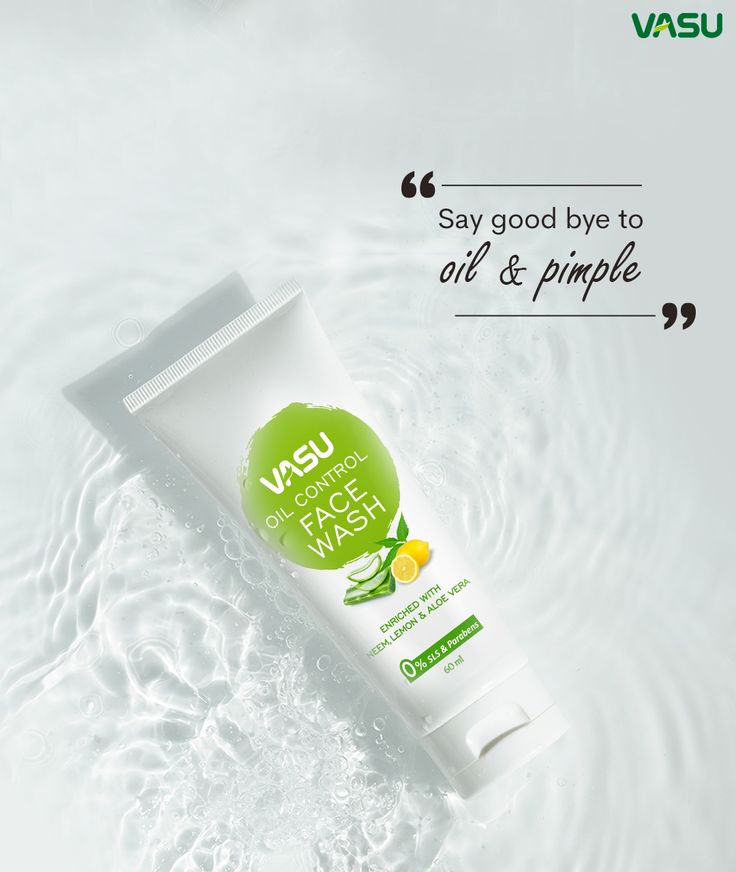 VASU
“
Say good bye to
oil & pimple
”
VASU
OIL CONTROL
FACE
WASH
ENRICHED WITH
NEEM, LEMON & ALOE VERA
0% SLS & Parabens
60 ml